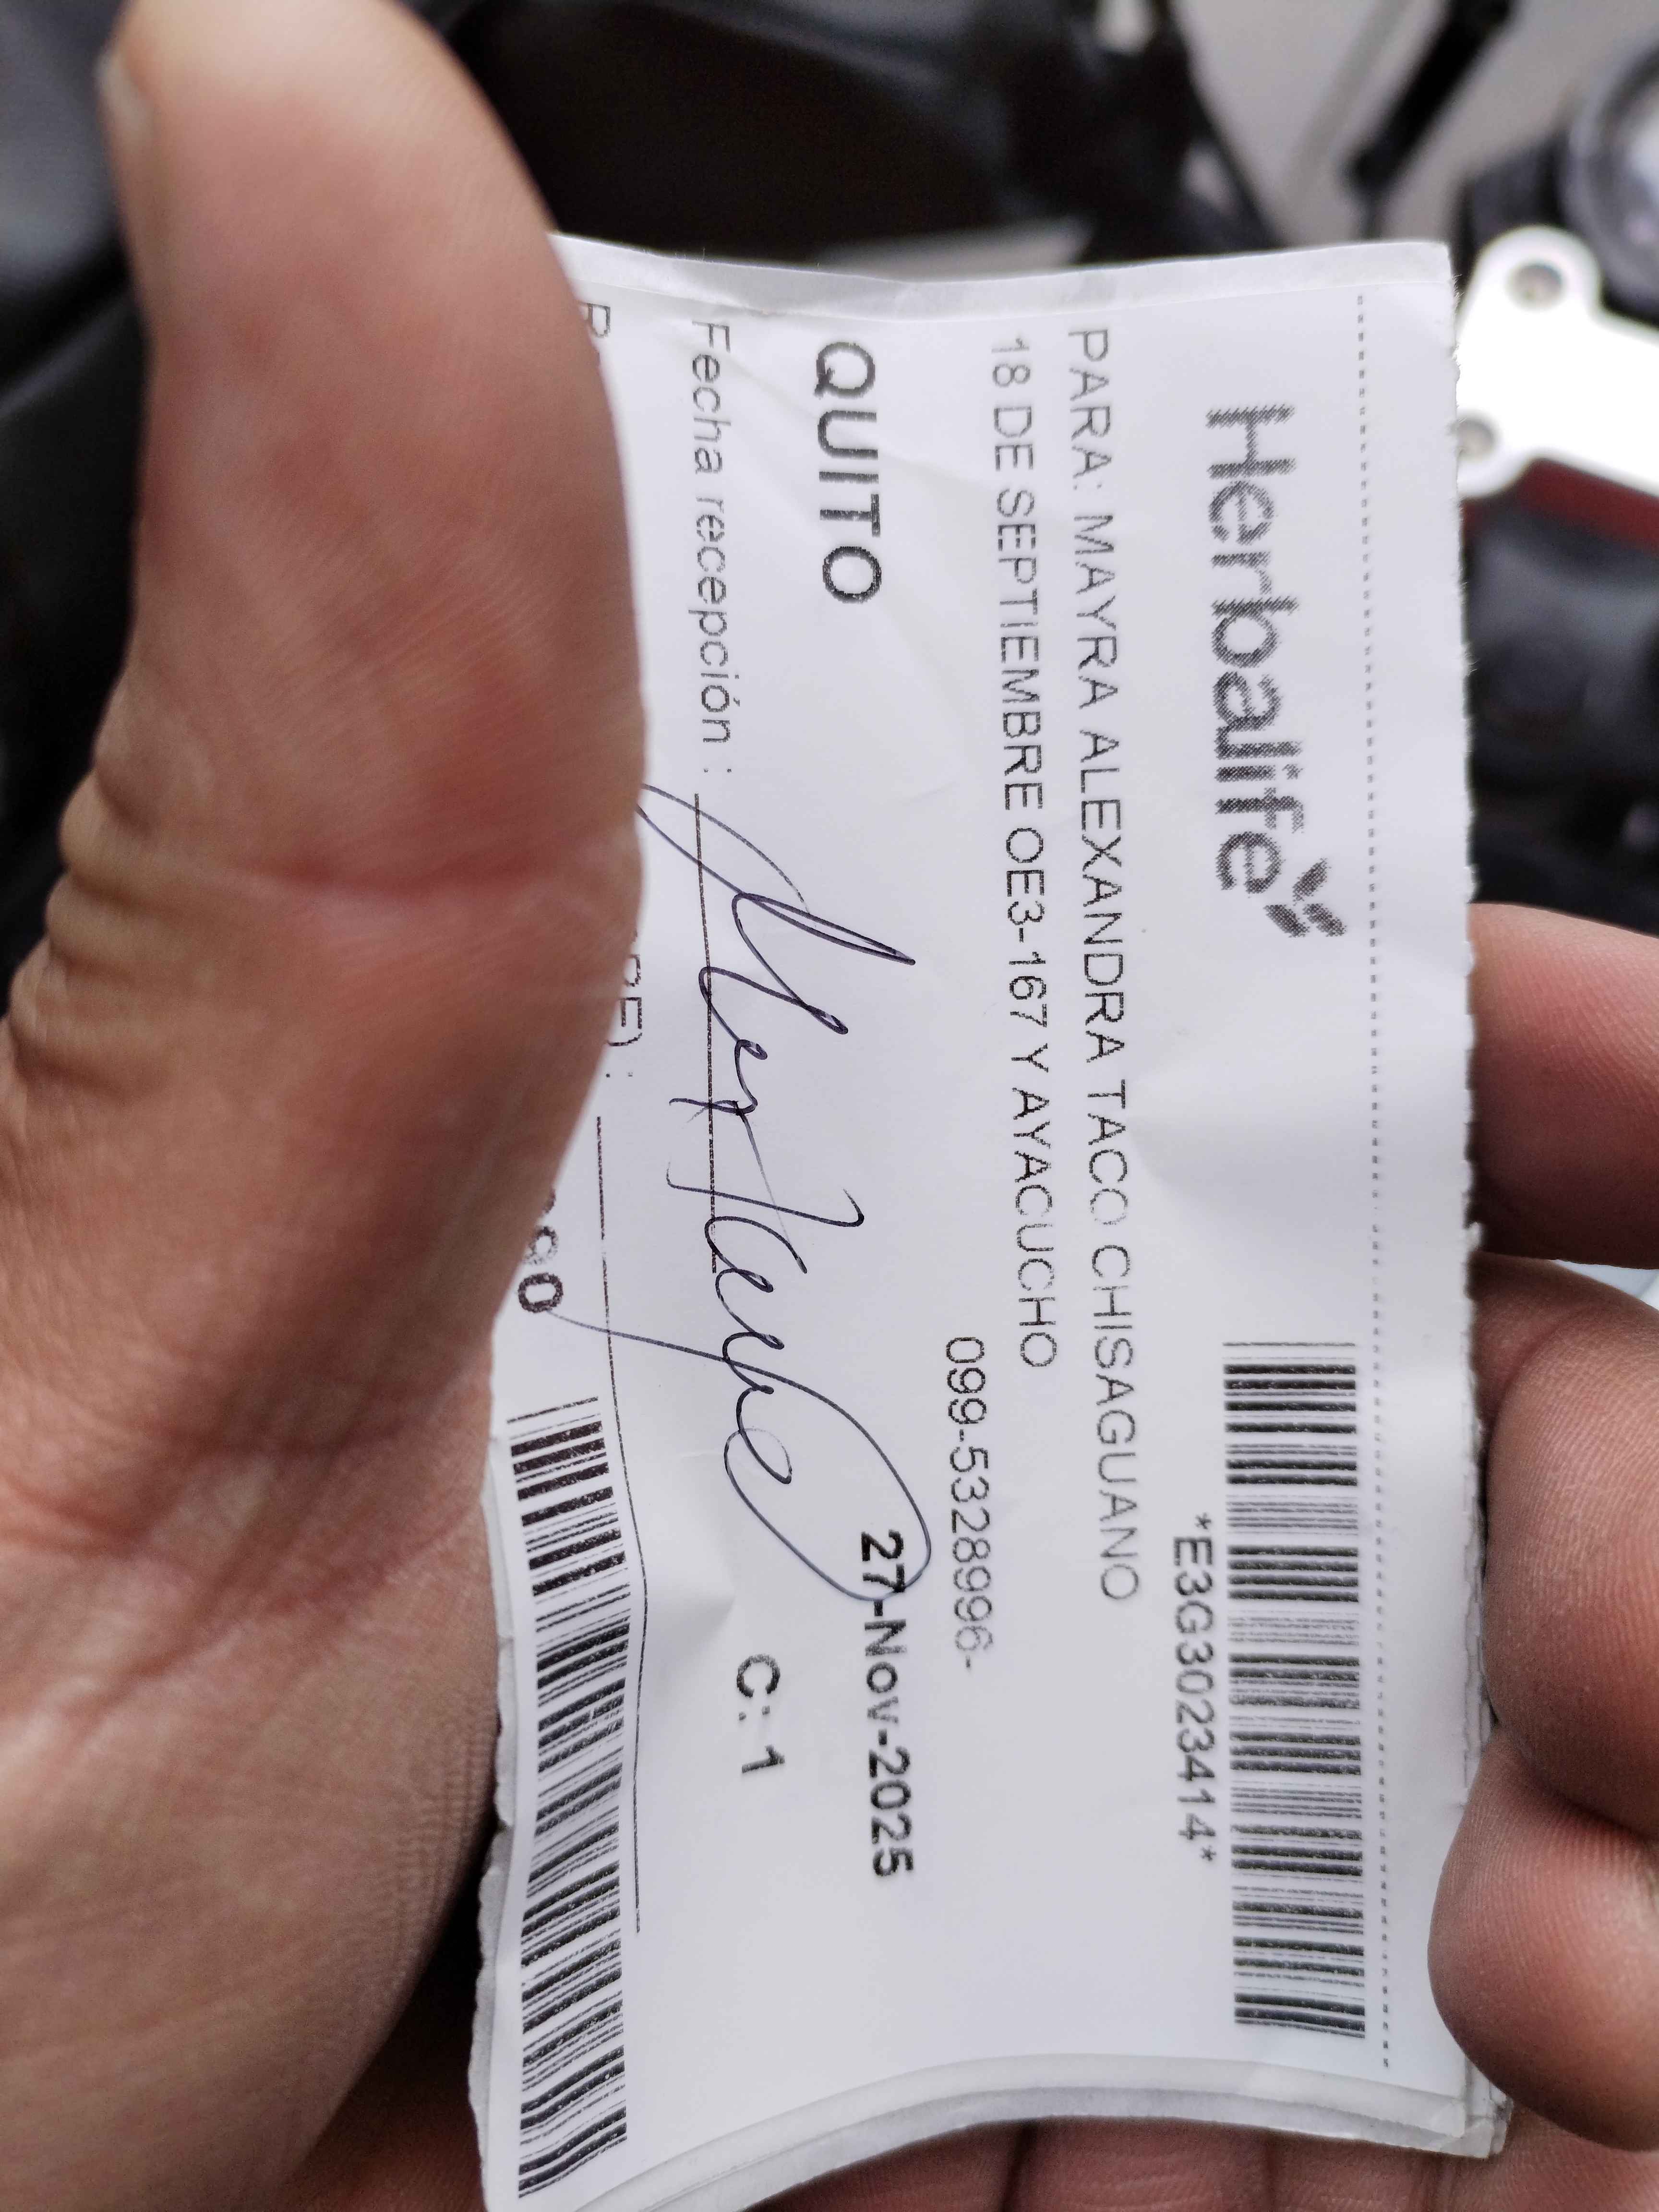 Herbalife
*E3G3023414*
PARA: MAYRA ALEXANDRA TACO CHISAGUANO
18 DE SEPTIEMBRE OE3-167 Y AYACUCHO
099-5328996-
QUITO
27-Nov-2025
Fecha recepción :
C: 1